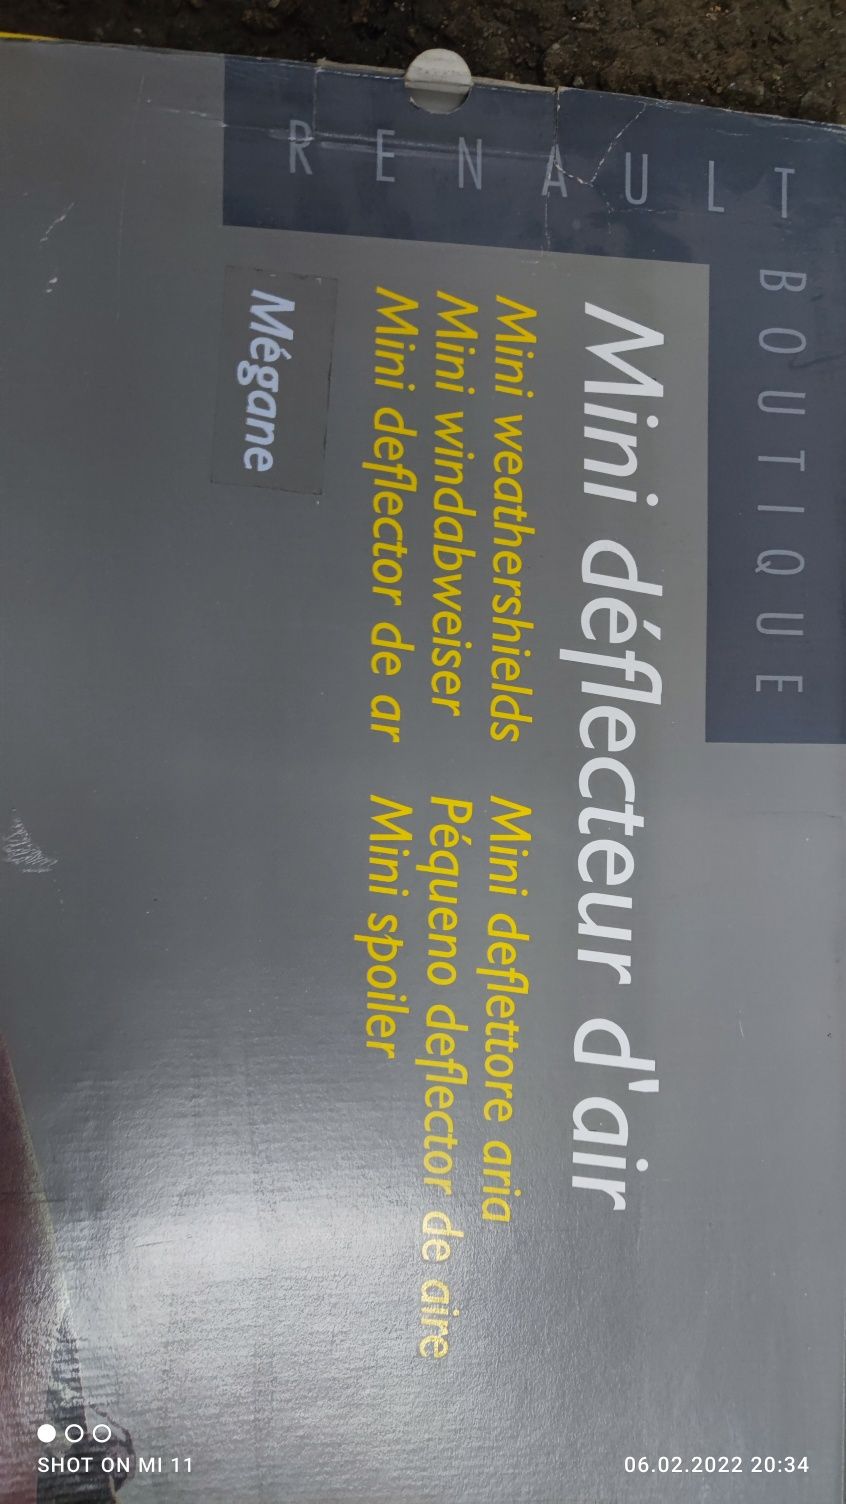 RENAULT
BOUTIQUE
Mini déflecteur d'air
Mini weathershields
Mini windabweiser
Mini deflector de ar
Mini deflettore aria
Péqueno deflector de aire
Mini spoiler
Mégane
SHOT ON MI 11
06.02.2022 20:34